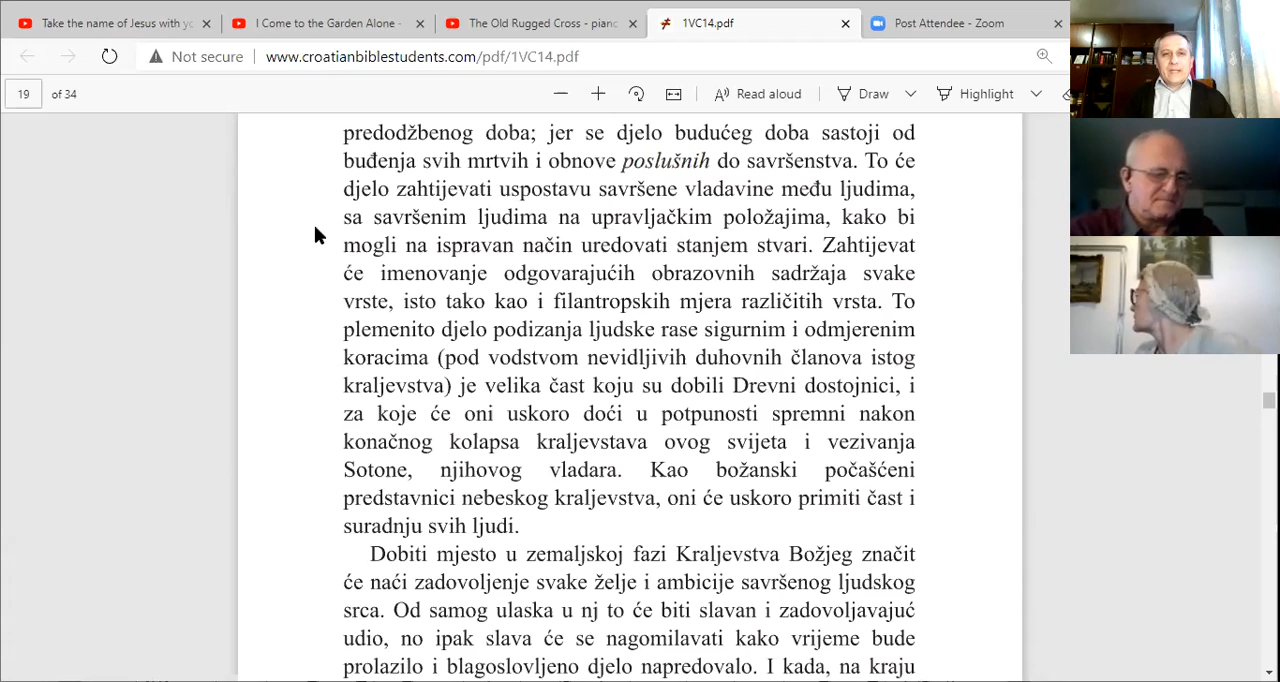 Take the name of Jesus with yo
I Come to the Garden Alone -
The Old Rugged Cross - piano
1VC14.pdf
Post Attendee - Zoom
Not secure
www.croatianbiblestudents.com/pdf/1VC14.pdf
19 of 34
Read aloud
Draw
Highlight
predodžbenog doba; jer se djelo budućeg doba sastoji od
buđenja svih mrtvih i obnove poslušnih do savršenstva. To će
djelo zahtijevati uspostavu savršene vladavine među ljudima,
sa savršenim ljudima na upravljačkim položajima, kako bi
mogli na ispravan način uredovati stanjem stvari. Zahtijevat
će imenovanje odgovarajućih obrazovnih sadržaja svake
vrste, isto tako kao i filantropskih mjera različitih vrsta. To
plemenito djelo podizanja ljudske rase sigurnim i odmjerenim
koracima (pod vodstvom nevidljivih duhovnih članova istog
kraljevstva) je velika čast koju su dobili Drevni dostojnici, i
za koje će oni uskoro doći u potpunosti spremni nakon
konačnog kolapsa kraljevstava ovog svijeta i vezivanja
Sotone, njihovog vladara. Kao božanski počašćeni
predstavnici nebeskog kraljevstva, oni će uskoro primiti čast i
suradnju svih ljudi.
Dobiti mjesto u zemaljskoj fazi Kraljevstva Božjeg značit
će naći zadovoljenje svake želje i ambicije savršenog ljudskog
srca. Od samog ulaska u nj to će biti slavan i zadovoljavajuć
udio, no ipak slava će se nagomilavati kako vrijeme bude
prolazilo i blagoslovljeno djelo napredovalo. I kada, na kraju